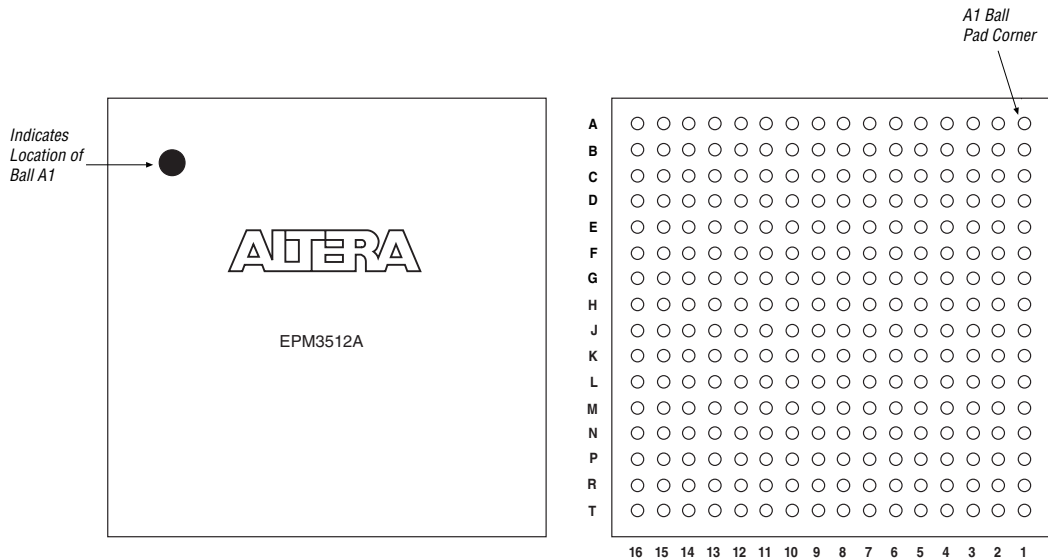 A1 Ball
Pad Corner
Indicates
Location of
Ball A1
ALTERA
EPM3512A
A
B
C
D
E
F
G
H
J
K
L
M
N
P
R
T
16 15 14 13 12 11 10 9 8 7 6 5 4 3 2 1